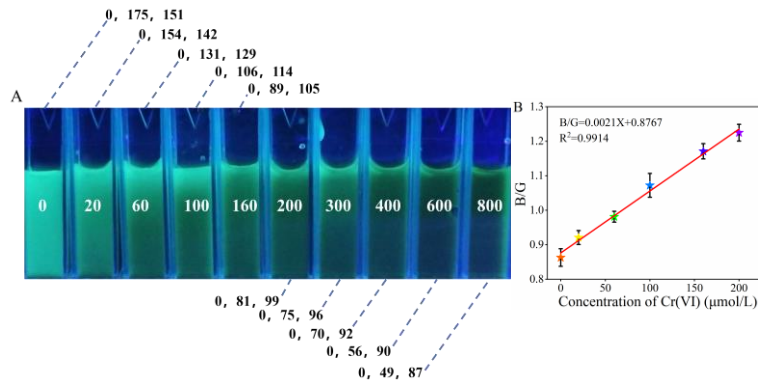 0, 175, 151
0, 154, 142
0, 131, 129
0, 106, 114
0, 89, 105
A
0 20 60 100 160 200 300 400 600 800
0, 81, 99
0, 75, 96
0, 70, 92
0, 56, 90
0, 49, 87
B
B/G=0.0021X+0.8767
R²=0.9914
B/G
1.3
1.2
1.1
1.0
0.9
0.8
0 50 100 150 200
Concentration of Cr(VI) (μmol/L)